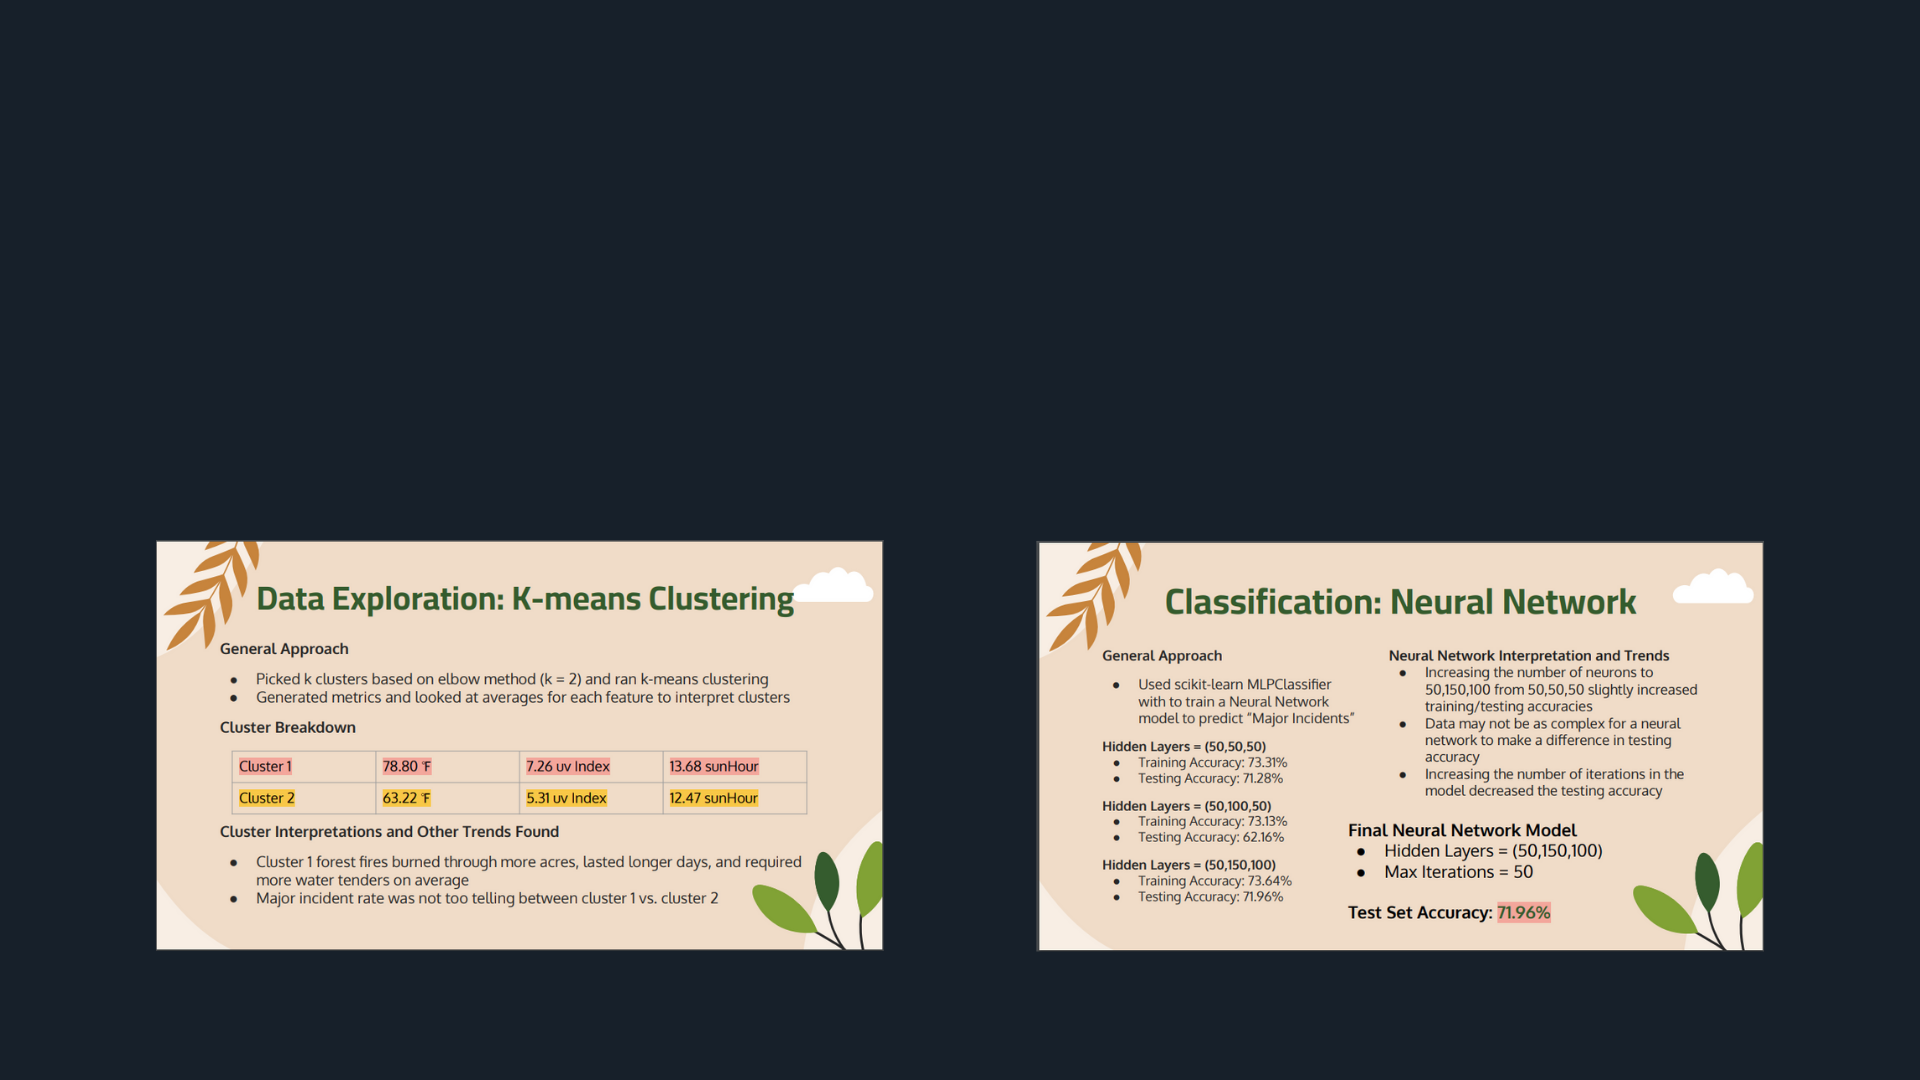 Data Exploration: K-means Clustering
General Approach
● Picked k clusters based on elbow method (k = 2) and ran k-means clustering
● Generated metrics and looked at averages for each feature to interpret clusters
Cluster Breakdown
Cluster 1 78.80 °F 7.26 uv Index 13.68 sunHour
Cluster 2 63.22 °F 5.31 uv Index 12.47 sunHour
Cluster Interpretations and Other Trends Found
● Cluster 1 forest fires burned through more acres, lasted longer days, and required
more water tenders on average
● Major incident rate was not too telling between cluster 1 vs. cluster 2
Classification: Neural Network
General Approach
● Used scikit-learn MLPClassifier
with to train a Neural Network
model to predict “Major Incidents”
Hidden Layers = (50,50,50)
● Training Accuracy: 73.31%
● Testing Accuracy: 71.28%
Hidden Layers = (50,100,50)
● Training Accuracy: 73.13%
● Testing Accuracy: 62.16%
Hidden Layers = (50,150,100)
● Training Accuracy: 73.64%
● Testing Accuracy: 71.96%
Neural Network Interpretation and Trends
● Increasing the number of neurons to
50,150,100 from 50,50,50 slightly increased
training/testing accuracies
● Data may not be as complex for a neural
network to make a difference in testing
accuracy
● Increasing the number of iterations in the
model decreased the testing accuracy
Final Neural Network Model
● Hidden Layers = (50,150,100)
● Max Iterations = 50
Test Set Accuracy: 71.96%